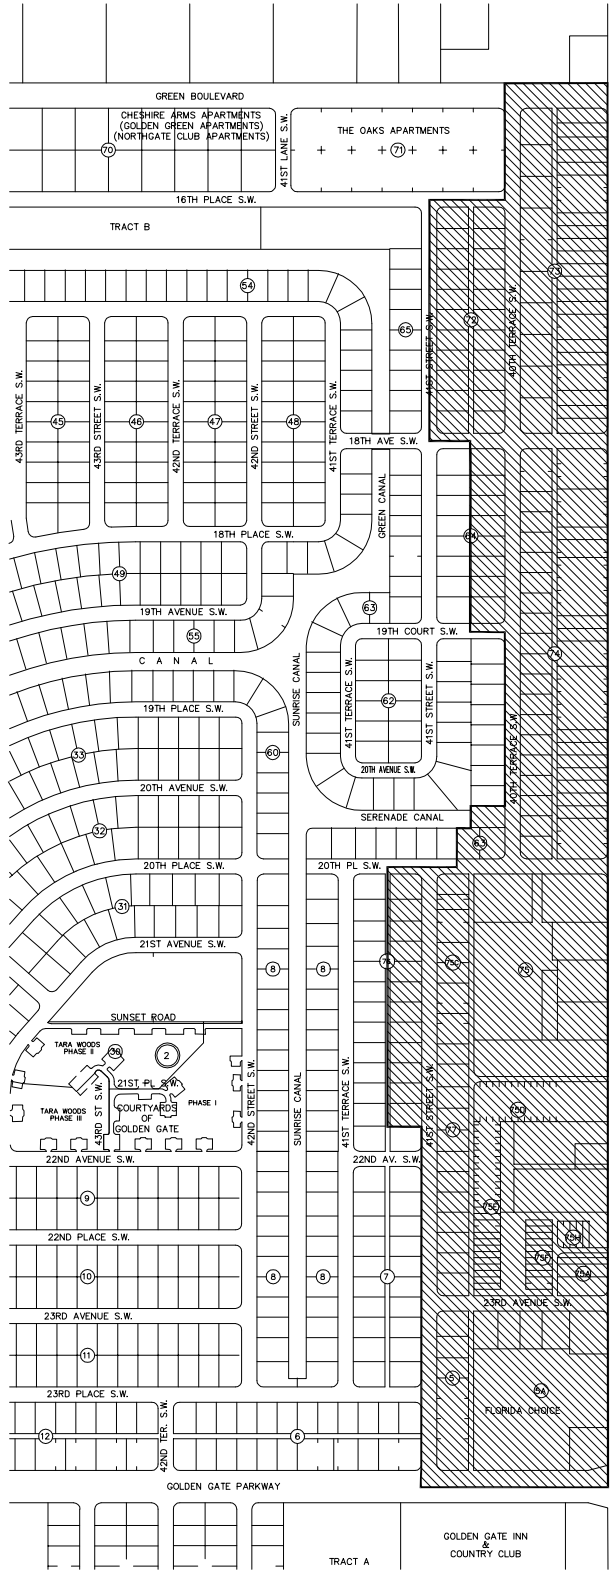 GREEN BOULEVARD
CHESHIRE ARMS APARTMENTS
(GOLDEN GREEN APARTMENTS)
(NORTHGATE CLUB APARTMENTS)
70
41ST LANE S.W.
THE OAKS APARTMENTS
71
16TH PLACE S.W.
TRACT B
54
73
72
65
41ST STREET S.W.
40TH TERRACE S.W.
43RD TERRACE S.W.
45
43RD STREET S.W.
46
42ND TERRACE S.W.
47
42ND STREET S.W.
48
41ST TERRACE S.W.
18TH AVE S.W.
GREEN CANAL
18TH PLACE S.W.
64
49
63
19TH AVENUE S.W.
55
19TH COURT S.W.
CANAL
74
SUNRISE CANAL
41ST TERRACE S.W.
62
41ST STREET S.W.
19TH PLACE S.W.
33
60
40TH TERRACE S.W.
20TH AVENUE S.W.
20TH AVENUE S.W.
SERENADE CANAL
32
63
20TH PLACE S.W.
20TH PL S.W.
31
21ST AVENUE S.W.
8
8
76
75C
75
SUNSET ROAD
TARA WOODS
PHASE II
30
2
21ST PL S.W.
PHASE I
TARA WOODS
PHASE III
43RD ST S.W.
COURTYARDS
OF
GOLDEN GATE
42ND STREET S.W.
SUNRISE CANAL
41ST TERRACE S.W.
41ST STREET S.W.
75D
77
22ND AVENUE S.W.
22ND AV. S.W.
9
75E
22ND PLACE S.W.
75H
75F
10
8
8
7
75A
23RD AVENUE S.W.
23RD AVENUE S.W.
11
5
5A
23RD PLACE S.W.
FLORIDA CHOICE
12
42ND TER. S.W.
6
GOLDEN GATE PARKWAY
GOLDEN GATE INN
&
COUNTRY CLUB
TRACT A